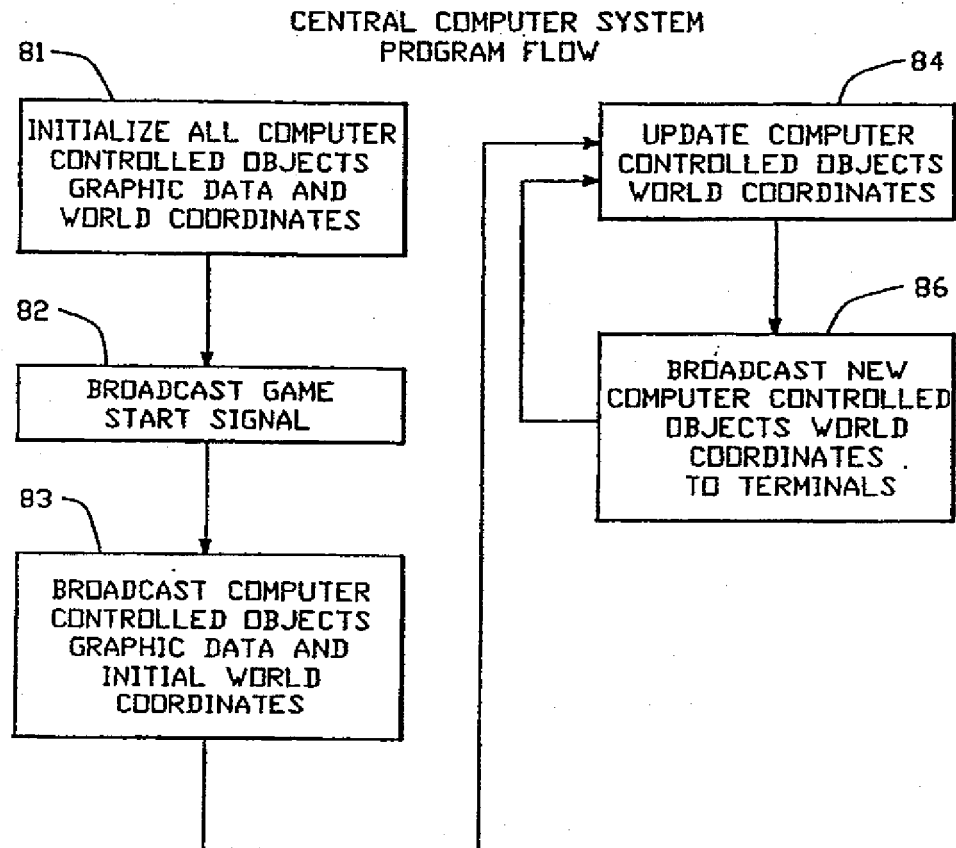 CENTRAL COMPUTER SYSTEM
PROGRAM FLOW
81
INITIALIZE ALL COMPUTER
CONTROLLED OBJECTS
GRAPHIC DATA AND
WORLD COORDINATES
82
BROADCAST GAME
START SIGNAL
83
BROADCAST COMPUTER
CONTROLLED OBJECTS
GRAPHIC DATA AND
INITIAL WORLD
COORDINATES
84
UPDATE COMPUTER
CONTROLLED OBJECTS
WORLD COORDINATES
86
BROADCAST NEW
COMPUTER CONTROLLED
OBJECTS WORLD
COORDINATES
TO TERMINALS